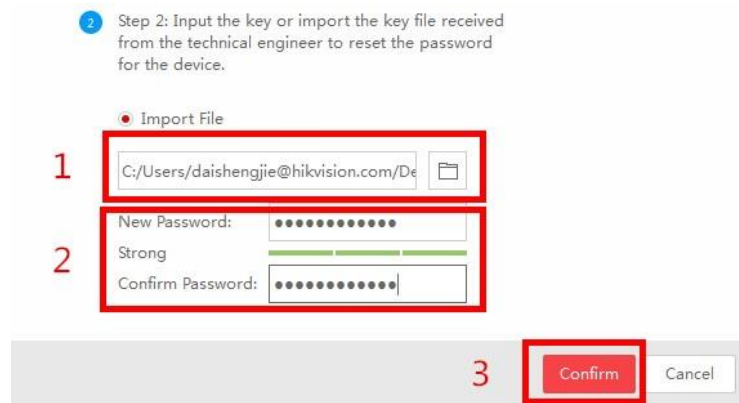 2 Step 2: Input the key or import the key file received
from the technical engineer to reset the password
for the device.
Import File
1 C:/Users/daishengjie@hikvision.com/De
New Password: ●●●●●●●●●●●●
2 Strong
Confirm Password: ●●●●●●●●●●●●
3 Confirm Cancel